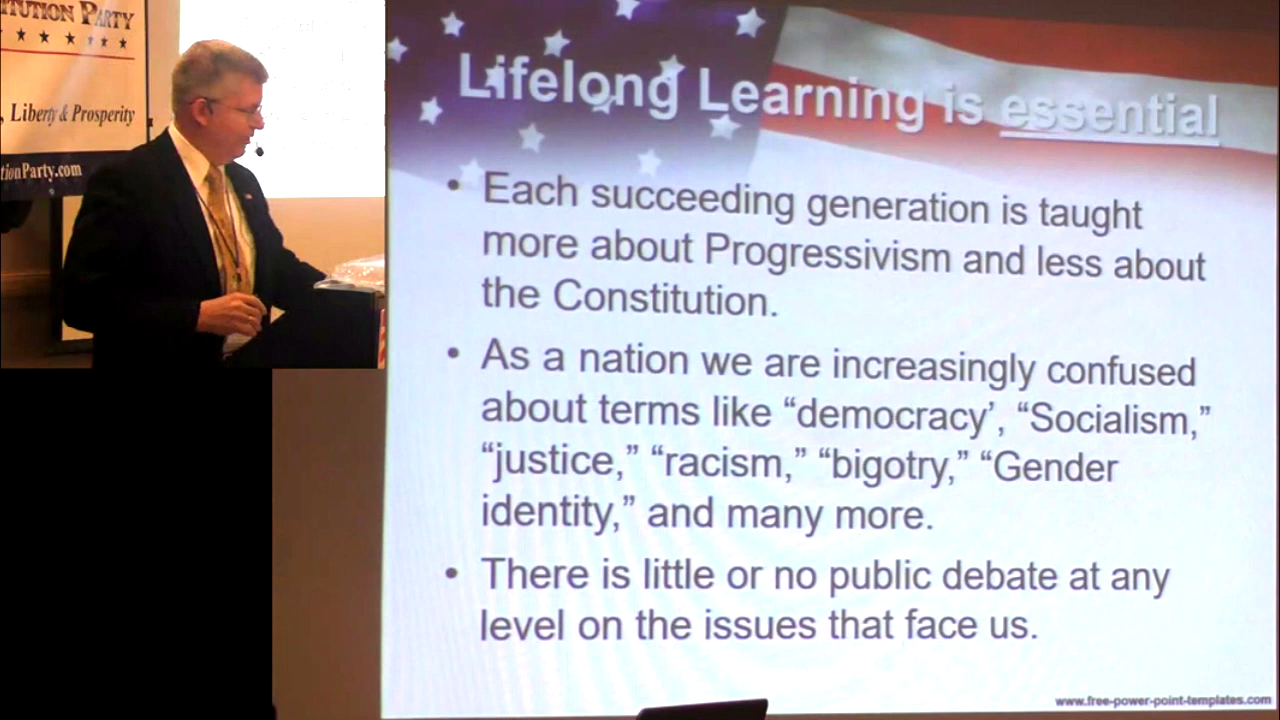 TUTION PARTY
, Liberty & Prosperity
tionParty.com
Lifelong Learning is essential
• Each succeeding generation is taught
more about Progressivism and less about
the Constitution.
• As a nation we are increasingly confused
about terms like “democracy’, “Socialism,”
“justice,” “racism,” “bigotry,” “Gender
identity,” and many more.
• There is little or no public debate at any
level on the issues that face us.
www.free-power-point-templates.com